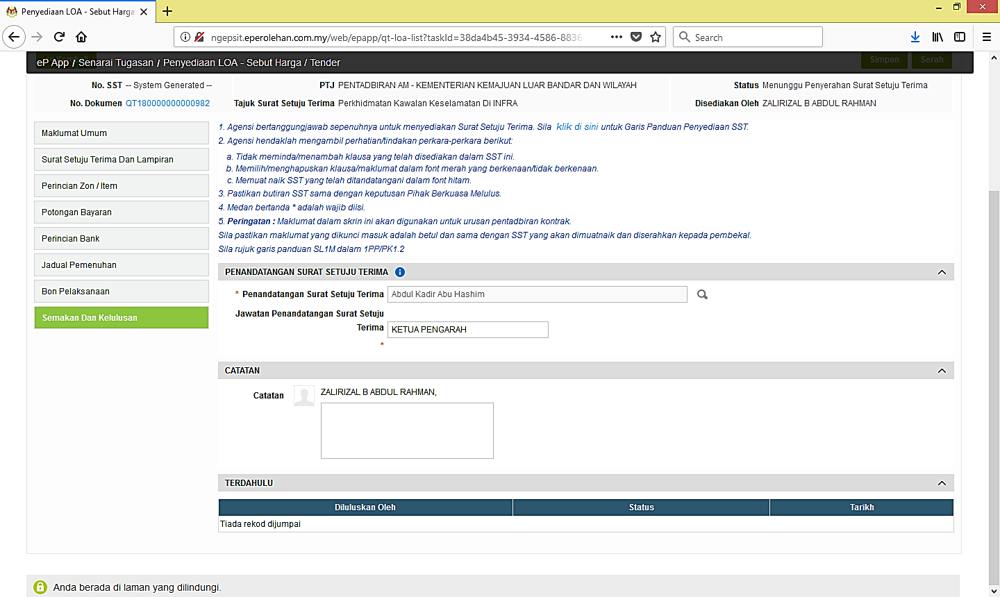 Penyediaan LOA - Sebut Harga
ngepsit.eperolehan.com.my/web/epapp/qt-loa-list?taskId=38da4b45-3934-4586-8836-
Search
eP App / Senarai Tugasan / Penyediaan LOA - Sebut Harga / Tender
Simpan
Serah
No. SST -- System Generated --
PTJ PENTADBIRAN AM - KEMENTERIAN KEMAJUAN LUAR BANDAR DAN WILAYAH
Status Menunggu Penyerahan Surat Setuju Terima
No. Dokumen QT180000000000982
Tajuk Surat Setuju Terima Perkhidmatan Kawalan Keselamatan Di INFRA
Disediakan Oleh ZALIRIZAL B ABDUL RAHMAN
Maklumat Umum
Surat Setuju Terima Dan Lampiran
Perincian Zon / Item
Potongan Bayaran
Perincian Bank
Jadual Pemenuhan
Bon Pelaksanaan
Semakan Dan Kelulusan
1. Agensi bertanggungjawab sepenuhnya untuk menyediakan Surat Setuju Terima. Sila klik di sini untuk Garis Panduan Penyediaan SST.
2. Agensi hendaklah mengambil perhatian/tindakan perkara-perkara berikut:
a. Tidak meminda/menambah klausa yang telah disediakan dalam SST ini.
b. Memilih/menghapuskan klausa/maklumat dalam font merah yang berkenaan/tidak berkenaan.
c. Memuat naik SST yang telah ditandatangani dalam font hitam.
3. Pastikan butiran SST sama dengan keputusan Pihak Berkuasa Melulus.
4. Medan bertanda * adalah wajib diisi.
5. Peringatan : Maklumat dalam skrin ini akan digunakan untuk urusan pentadbiran kontrak.
Sila pastikan maklumat yang dikunci masuk adalah betul dan sama dengan SST yang akan dimuatnaik dan diserahkan kepada pembekal.
Sila rujuk garis panduan SL1M dalam 1PP/PK1.2
PENANDATANGAN SURAT SETUJU TERIMA
* Penandatangan Surat Setuju Terima Abdul Kadir Abu Hashim
Jawatan Penandatangan Surat Setuju
Terima KETUA PENGARAH
*
CATATAN
Catatan ZALIRIZAL B ABDUL RAHMAN,
TERDAHULU
Diluluskan Oleh Status Tarikh
Tiada rekod dijumpai
Anda berada di laman yang dilindungi.